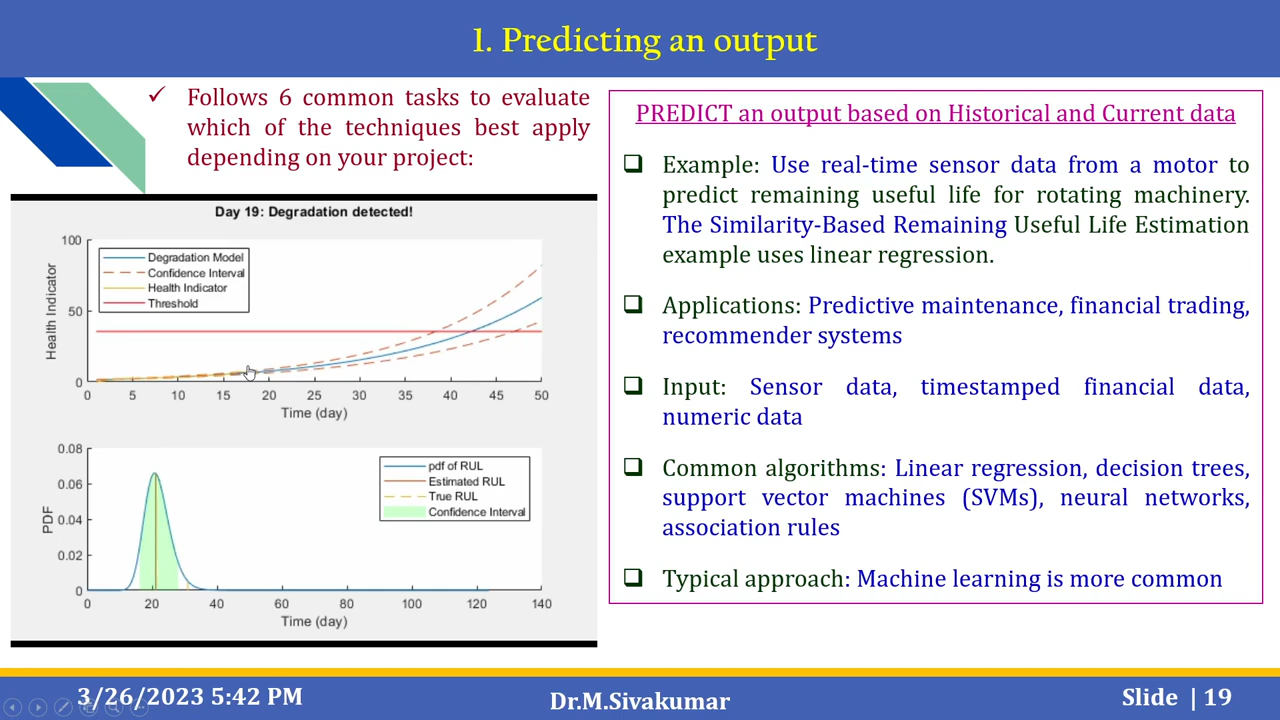 1. Predicting an output
Follows 6 common tasks to evaluate
which of the techniques best apply
depending on your project:
Day 19: Degradation detected!
100
50
0
Health Indicator
Degradation Model
Confidence Interval
Health Indicator
Threshold
0 5 10 15 20 25 30 35 40 45 50
Time (day)
0.08
0.06
0.04
0.02
0
PDF
pdf of RUL
Estimated RUL
True RUL
Confidence Interval
0 20 40 60 80 100 120 140
Time (day)
PREDICT an output based on Historical and Current data
Example: Use real-time sensor data from a motor to
predict remaining useful life for rotating machinery.
The Similarity-Based Remaining Useful Life Estimation
example uses linear regression.
Applications: Predictive maintenance, financial trading,
recommender systems
Input: Sensor data, timestamped financial data,
numeric data
Common algorithms: Linear regression, decision trees,
support vector machines (SVMs), neural networks,
association rules
Typical approach: Machine learning is more common
3/26/2023 5:42 PM
Dr.M.Sivakumar
Slide | 19